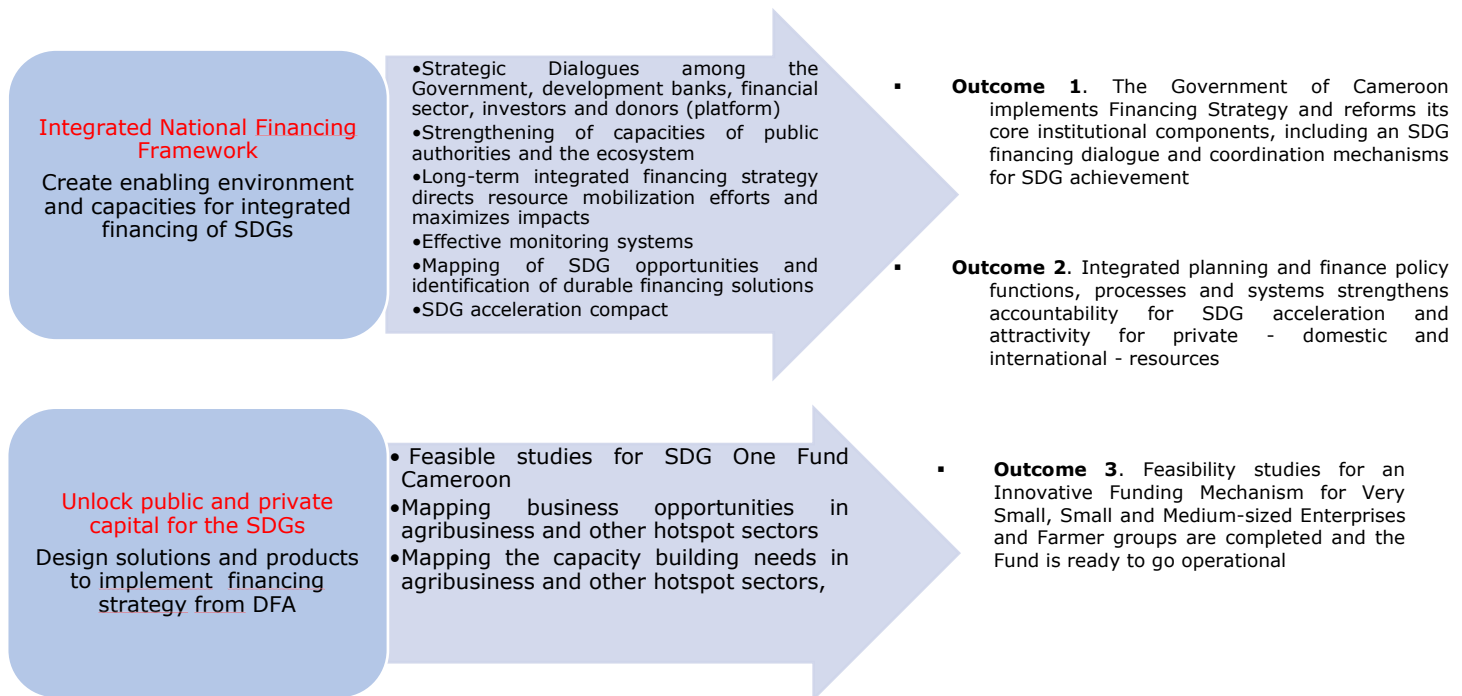 Integrated National Financing
Framework
Create enabling environment
and capacities for integrated
financing of SDGs
•Strategic Dialogues among the
Government, development banks, financial
sector, investors and donors (platform)
•Strengthening of capacities of public
authorities and the ecosystem
•Long-term integrated financing strategy
directs resource mobilization efforts and
maximizes impacts
•Effective monitoring systems
•Mapping of SDG opportunities and
identification of durable financing solutions
•SDG acceleration compact
▪ Outcome 1. The Government of Cameroon
implements Financing Strategy and reforms its
core institutional components, including an SDG
financing dialogue and coordination mechanisms
for SDG achievement
▪ Outcome 2. Integrated planning and finance policy
functions, processes and systems strengthens
accountability for SDG acceleration and
attractivity for private - domestic and
international - resources
Unlock public and private
capital for the SDGs
Design solutions and products
to implement financing
strategy from DFA
• Feasible studies for SDG One Fund
Cameroon
•Mapping business opportunities in
agribusiness and other hotspot sectors
•Mapping the capacity building needs in
agribusiness and other hotspot sectors,
▪ Outcome 3. Feasibility studies for an
Innovative Funding Mechanism for Very
Small, Small and Medium-sized Enterprises
and Farmer groups are completed and the
Fund is ready to go operational